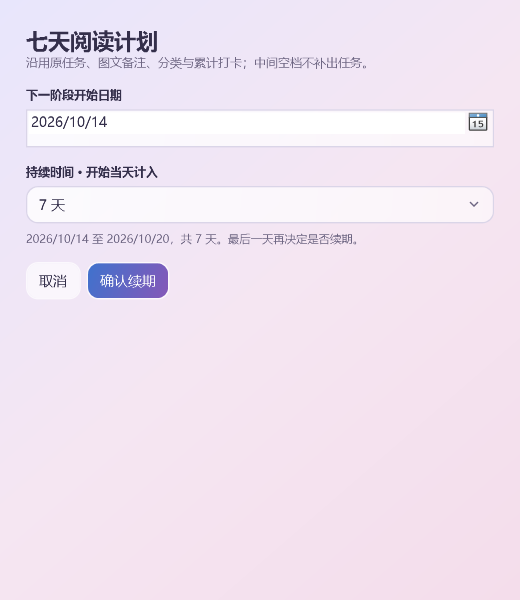 七天阅读计划
沿用原任务、图文备注、分类与累计打卡；中间空档不补出任务。
下一阶段开始日期
2026/10/14
15
持续时间·开始当天计入
7 天
2026/10/14 至 2026/10/20，共 7 天。最后一天再决定是否续期。
取消
确认续期